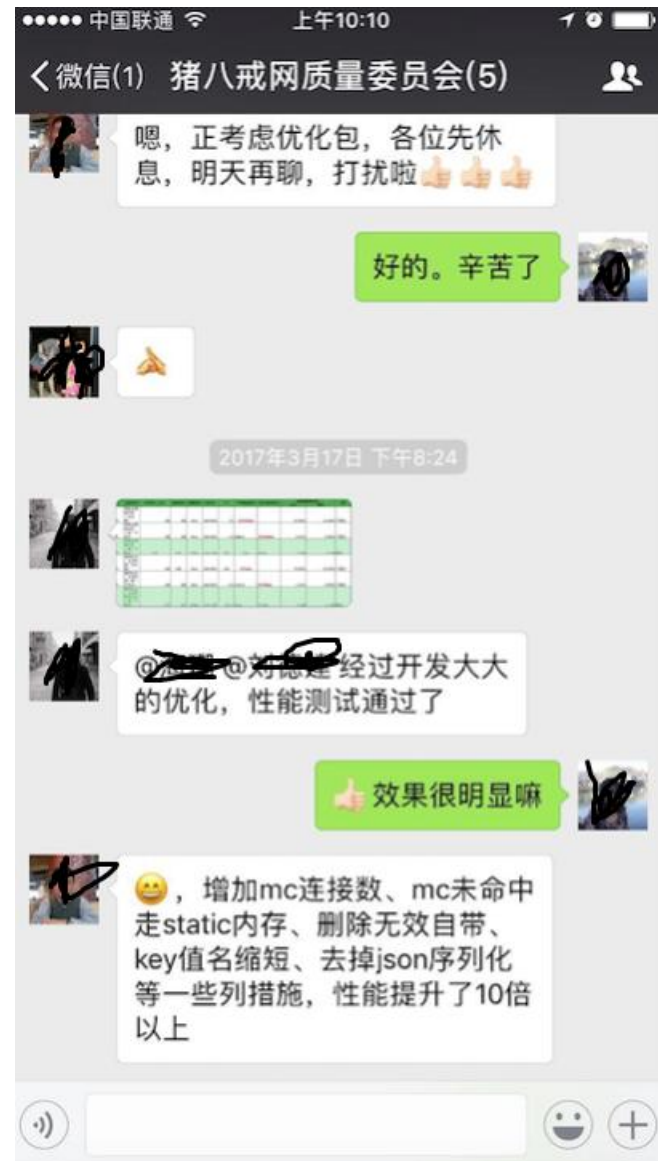 中国联通
上午10:10
微信(1) 猪八戒网质量委员会(5)
嗯，正考虑优化包，各位先休
息，明天再聊，打扰啦👍👍👍
好的。辛苦了
2017年3月17日 下午8:24
@ @ 经过开发大大
的优化，性能测试通过了
👍效果很明显嘛
😁，增加mc连接数、mc未命中
走static内存、删除无效自带、
key值名缩短、去掉json序列化
等一些列措施，性能提升了10倍
以上